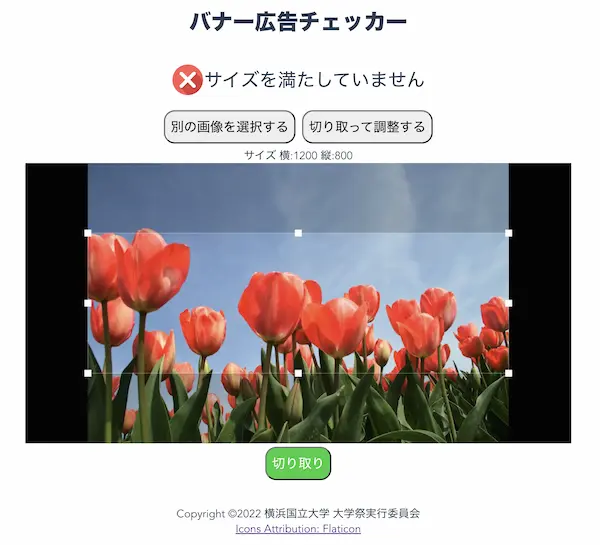 バナー広告チェッカー
サイズを満たしていません
別の画像を選択する 切り取って調整する
サイズ 横:1200 縦:800
切り取り
Copyright ©2022 横浜国立大学 大学祭実行委員会
Icons Attribution: Flaticon